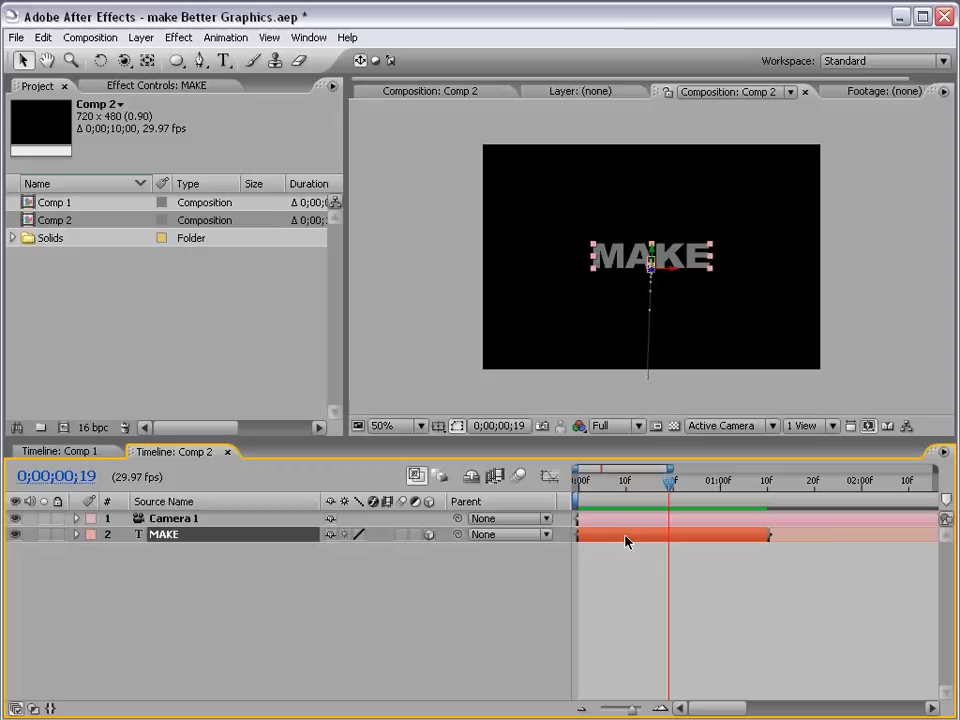 Adobe After Effects - make Better Graphics.aep *
File Edit Composition Layer Effect Animation View Window Help
Workspace: Standard
Project × Effect Controls: MAKE
Composition: Comp 2 Layer: (none) Composition: Comp 2 × Footage: (none)
Comp 2
720 x 480 (0.90)
Δ 0;00;10;00, 29.97 fps
Name Type Size Duration
Comp 1 Composition Δ 0;00;
Comp 2 Composition Δ 0;00;
Solids Folder
MAKE
16 bpc
50% 0;00;00;19 Full Active Camera 1 View
Timeline: Comp 1 Timeline: Comp 2 ×
0;00;00;19 (29.97 fps)
# Source Name Parent
:00F 10F F 01:00F 10F 20F 02:00F 10F
1 Camera 1 None
2 T MAKE None